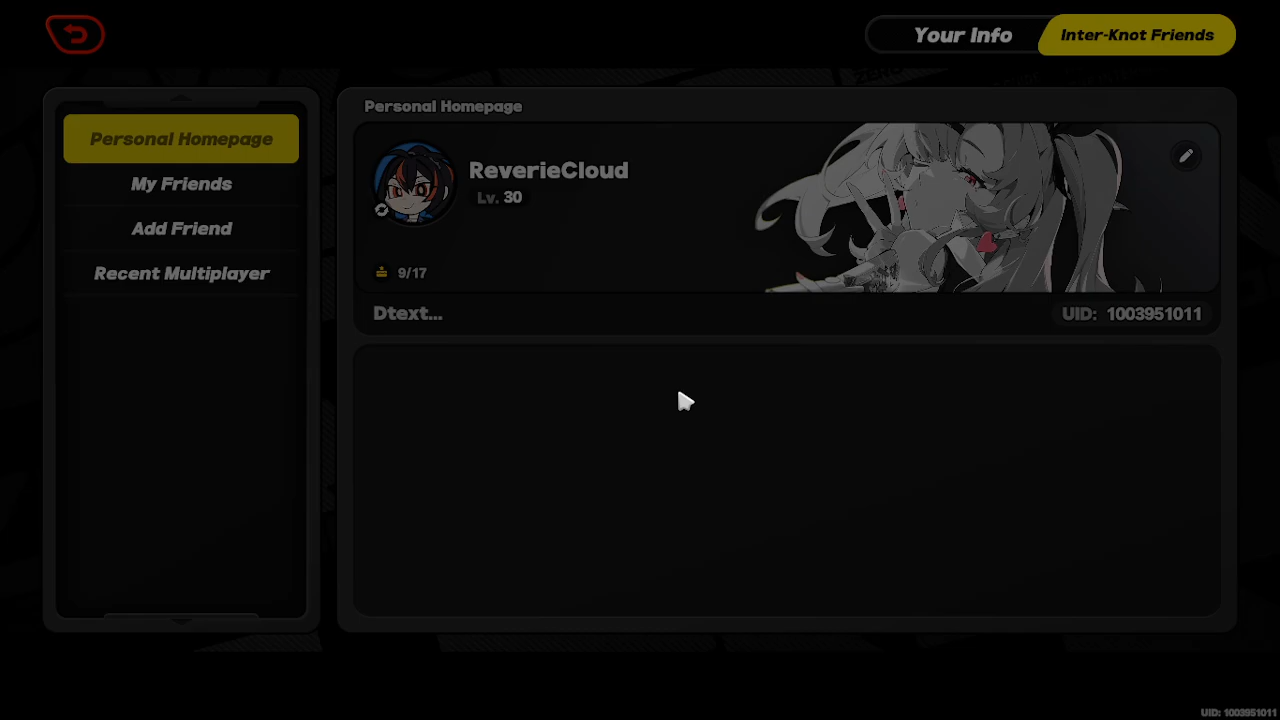 Your Info
Inter-Knot Friends
Personal Homepage
My Friends
Add Friend
Recent Multiplayer
Personal Homepage
ReverieCloud
Lv. 30
9/17
Dtext...
UID: 1003951011
UID: 1003951011